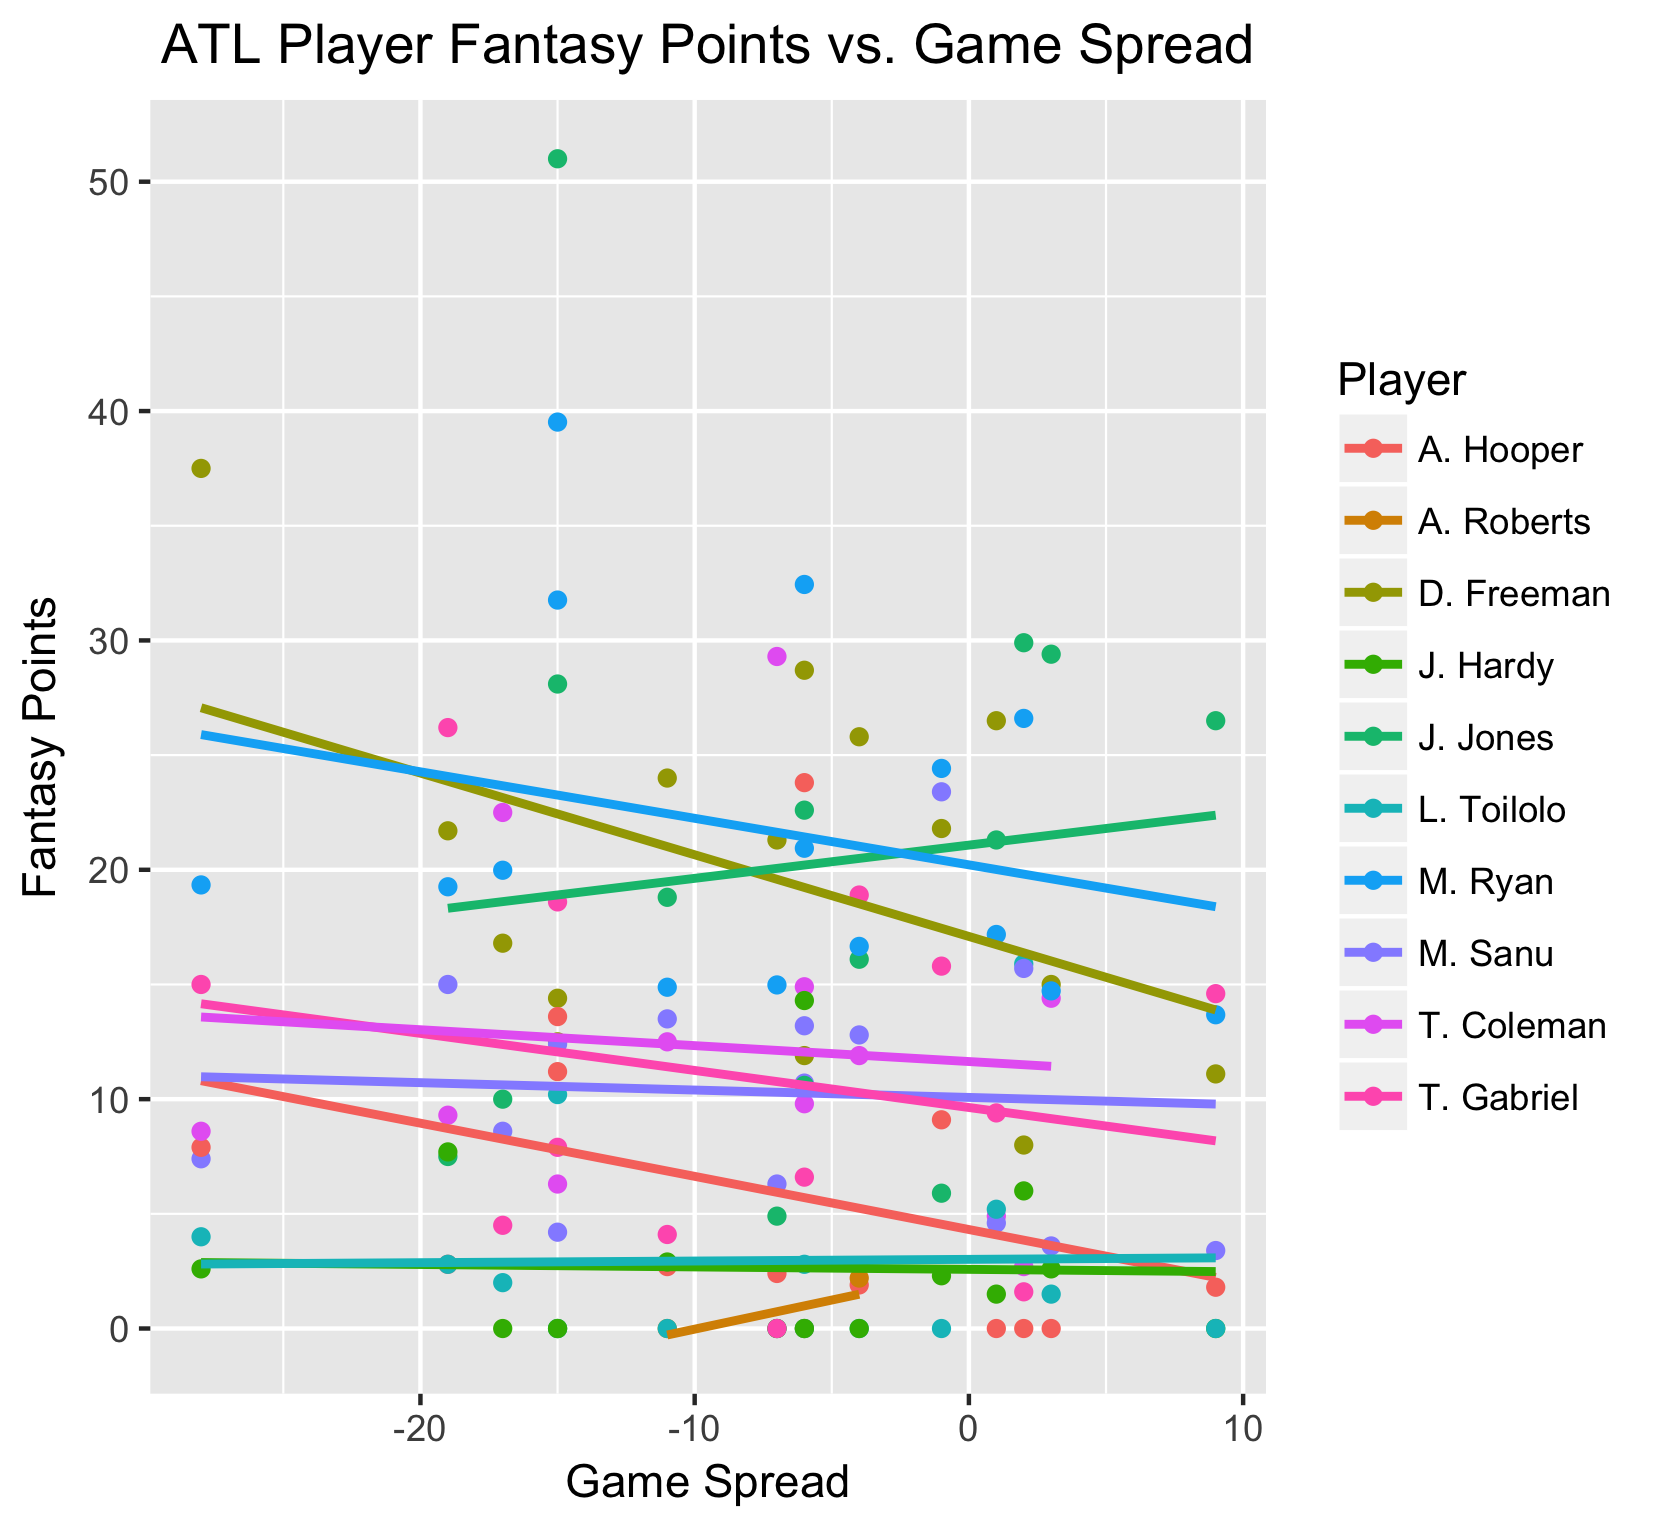 ATL Player Fantasy Points vs. Game Spread
50
40
30
20
10
0
Fantasy Points
-20
-10
0
10
Game Spread
Player
A. Hooper
A. Roberts
D. Freeman
J. Hardy
J. Jones
L. Toilolo
M. Ryan
M. Sanu
T. Coleman
T. Gabriel